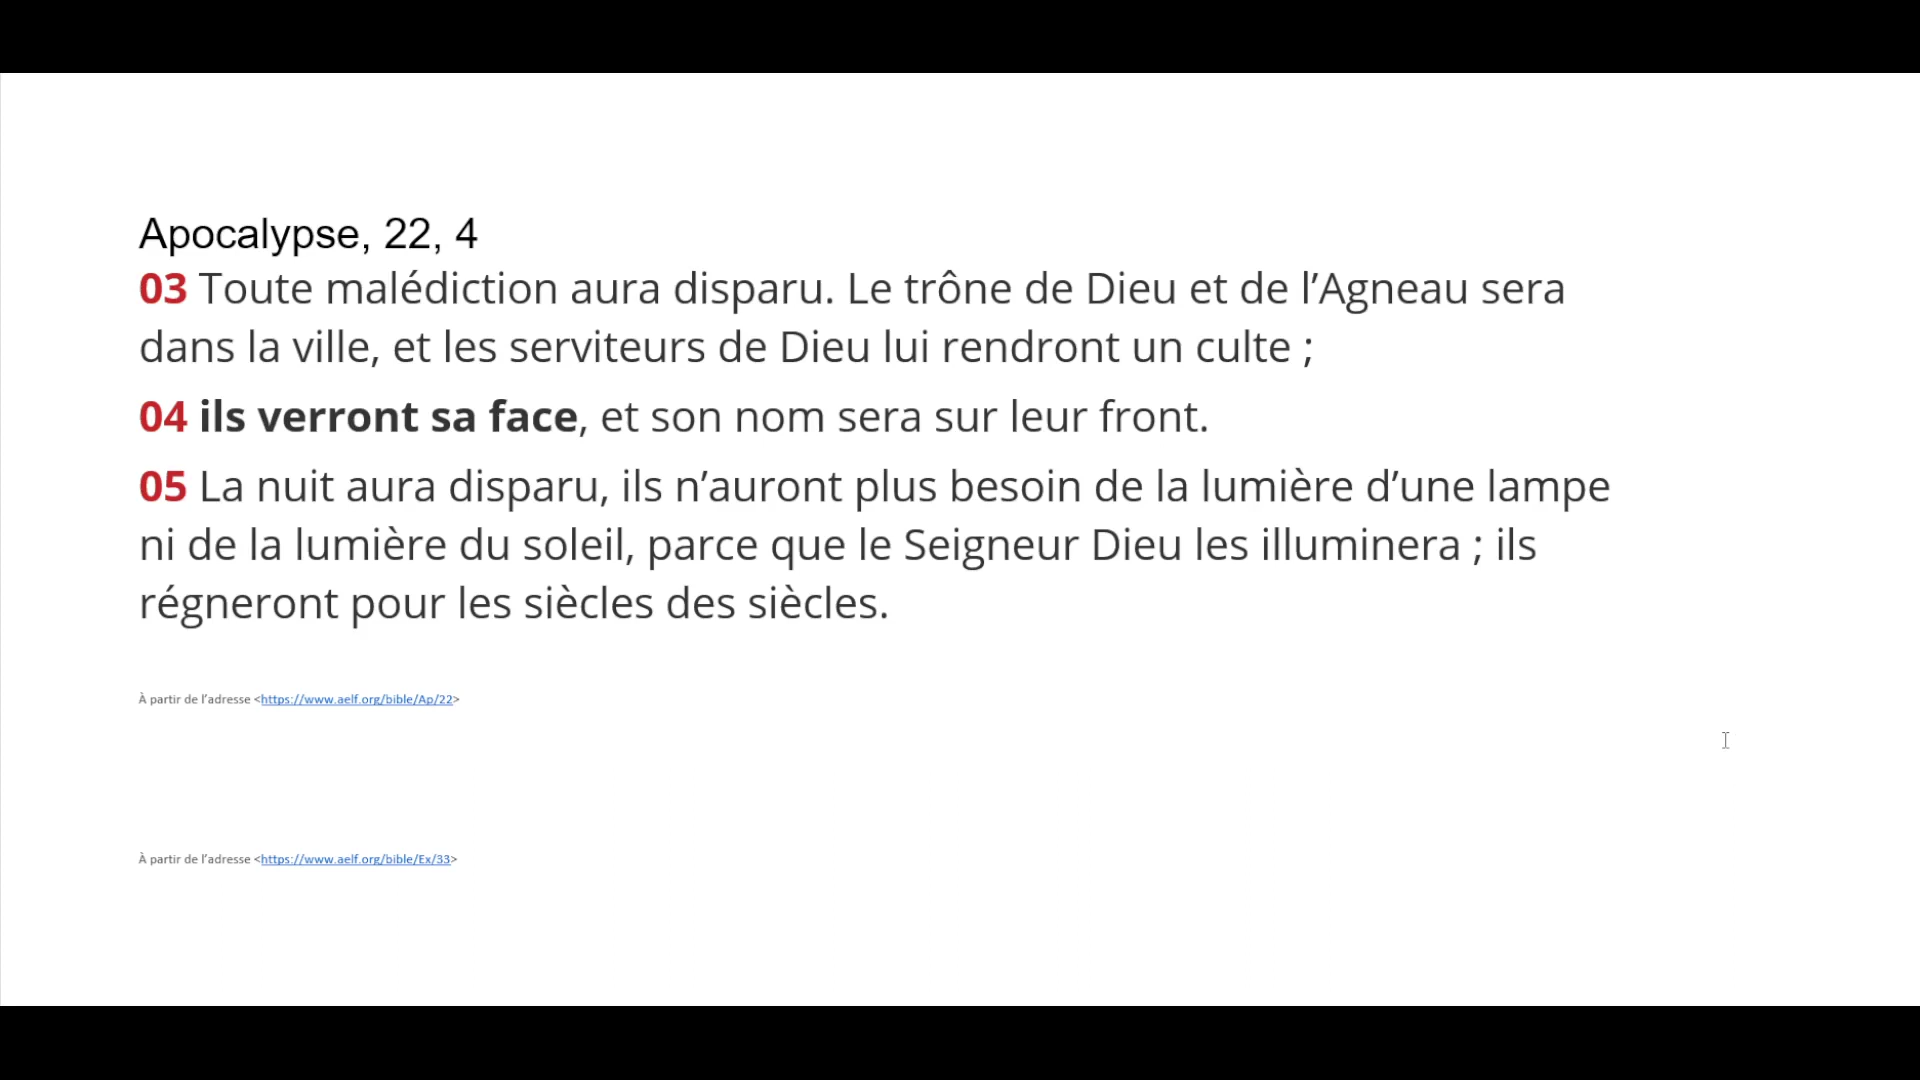 Apocalypse, 22, 4
03 Toute malédiction aura disparu. Le trône de Dieu et de l’Agneau sera
dans la ville, et les serviteurs de Dieu lui rendront un culte ;
04 ils verront sa face, et son nom sera sur leur front.
05 La nuit aura disparu, ils n’auront plus besoin de la lumière d’une lampe
ni de la lumière du soleil, parce que le Seigneur Dieu les illuminera ; ils
régneront pour les siècles des siècles.
À partir de l’adresse <https://www.aelf.org/bible/Ap/22>
À partir de l’adresse <https://www.aelf.org/bible/Ex/33>